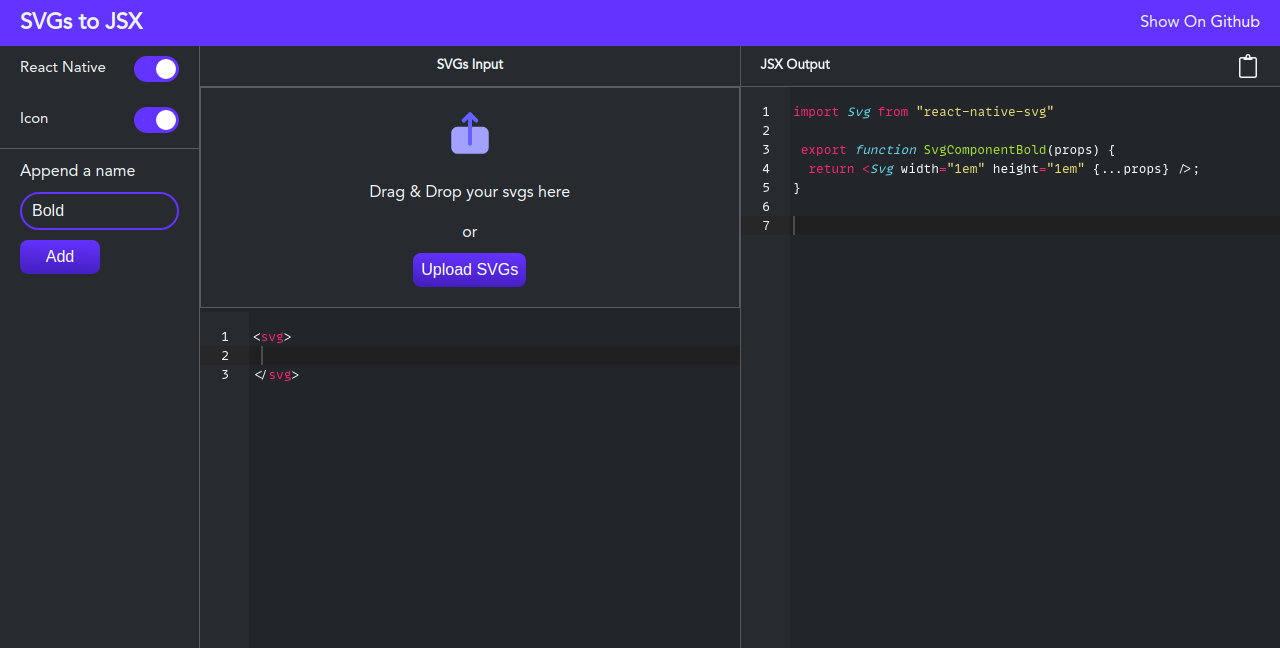 SVGs to JSX
Show On Github
React Native
Icon
Append a name
Bold
Add
SVGs Input
Drag & Drop your svgs here
or
Upload SVGs
1 <svg>
2
3 </svg>
JSX Output
1 import Svg from "react-native-svg"
2
3 export function SvgComponentBold(props) {
4 return <Svg width="1em" height="1em" {...props} />;
5 }
6
7